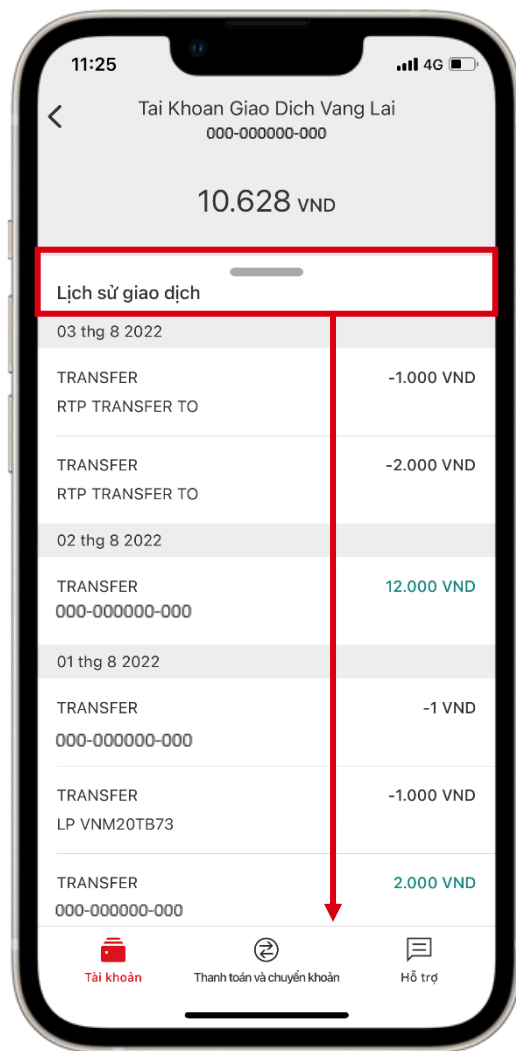 11:25
4G
Tai Khoan Giao Dich Vang Lai
000-000000-000
10.628 VND
Lịch sử giao dịch
03 thg 8 2022
TRANSFER -1.000 VND
RTP TRANSFER TO
TRANSFER -2.000 VND
RTP TRANSFER TO
02 thg 8 2022
TRANSFER 12.000 VND
000-000000-000
01 thg 8 2022
TRANSFER -1 VND
000-000000-000
TRANSFER -1.000 VND
LP VNM20TB73
TRANSFER 2.000 VND
000-000000-000
Tài khoản Thanh toán và chuyển khoản Hỗ trợ